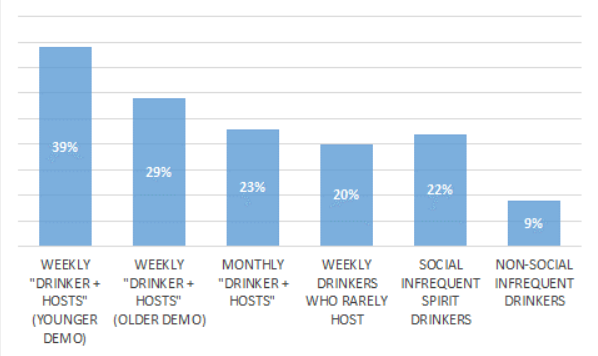 39%
29%
23%
20%
22%
9%
WEEKLY
"DRINKER +
HOSTS"
(YOUNGER
DEMO)
WEEKLY
"DRINKER +
HOSTS"
(OLDER DEMO)
MONTHLY
"DRINKER +
HOSTS"
WEEKLY
DRINKERS
WHO RARELY
HOST
SOCIAL
INFREQUENT
SPIRIT
DRINKERS
NON-SOCIAL
INFREQUENT
DRINKERS